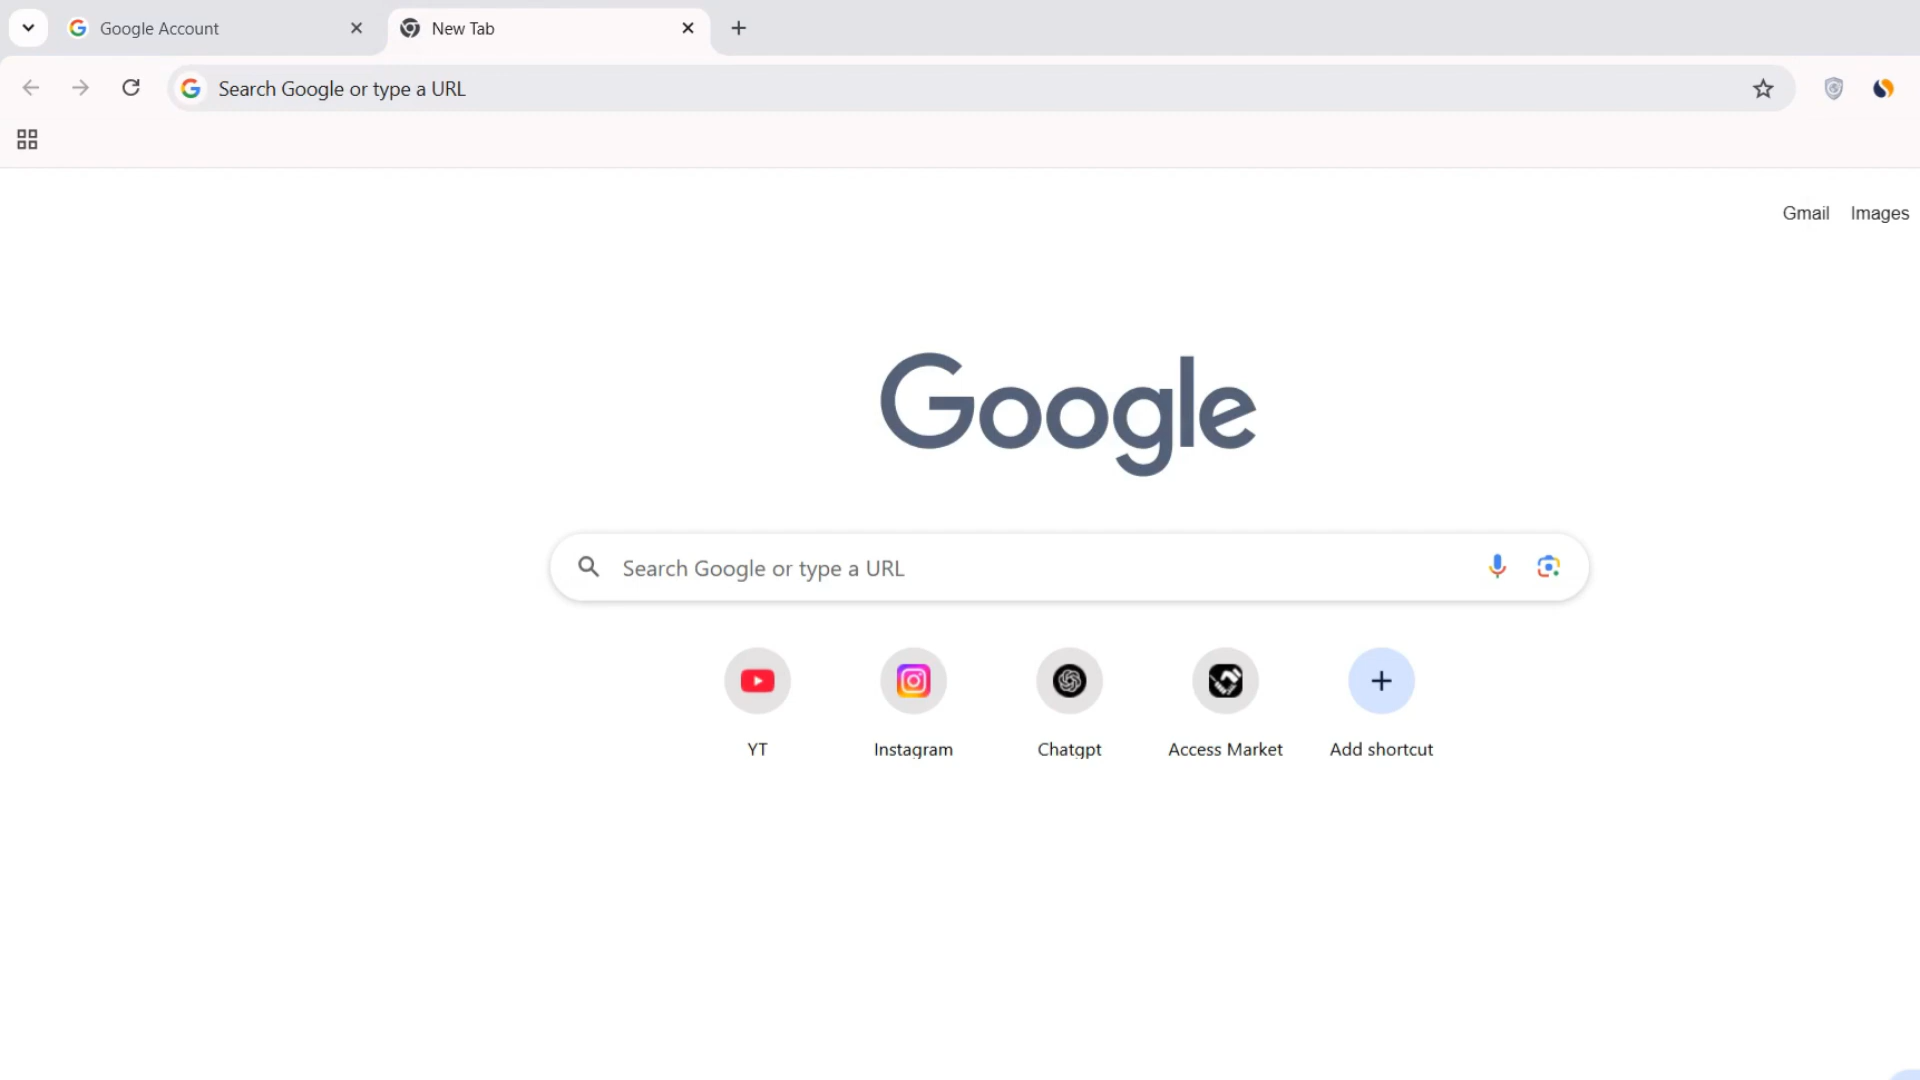 Google Account
New Tab
Search Google or type a URL
Gmail Images
Google
Search Google or type a URL
YT
Instagram
Chatgpt
Access Market
Add shortcut